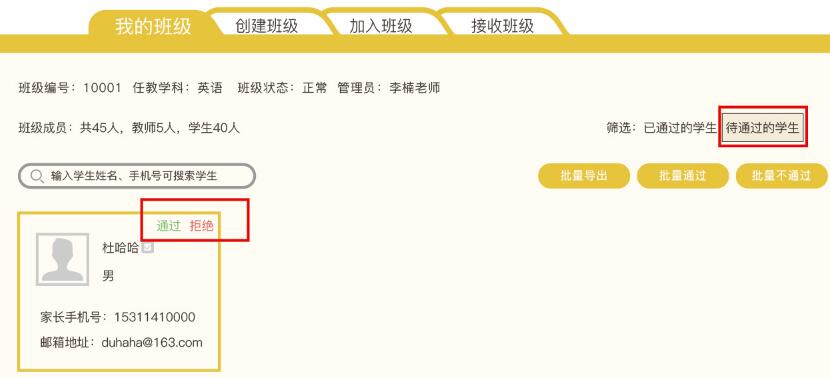 我的班级 创建班级 加入班级 接收班级
班级编号：10001 任教学科：英语 班级状态：正常 管理员：李楠老师
班级成员：共45人，教师5人，学生40人 筛选：已通过的学生 待通过的学生
输入学生姓名、手机号可搜索学生 批量导出 批量通过 批量不通过
通过 拒绝
杜哈哈
男
家长手机号：15311410000
邮箱地址：duhaha@163.com